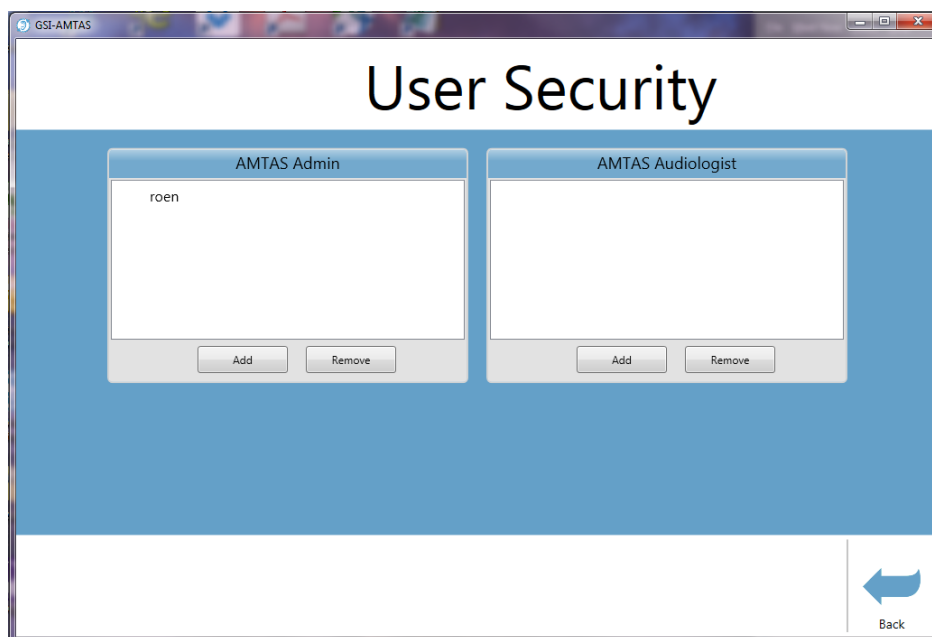 GSI-AMTAS
User Security
AMTAS Admin
roen
Add
Remove
AMTAS Audiologist
Add
Remove
Back